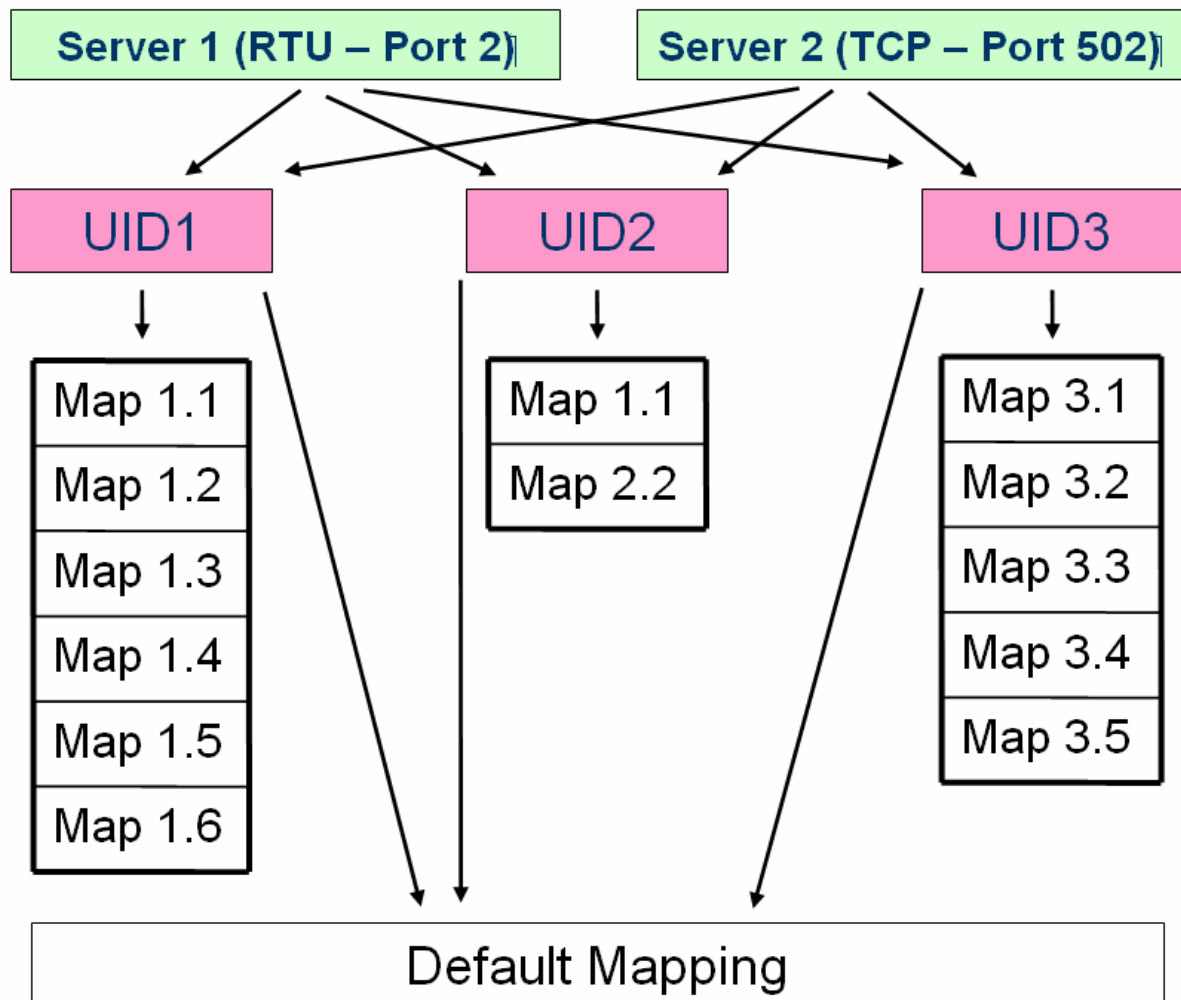 Server 1 (RTU – Port 2)
Server 2 (TCP – Port 502)
UID1
UID2
UID3
Map 1.1
Map 1.2
Map 1.3
Map 1.4
Map 1.5
Map 1.6
Map 1.1
Map 2.2
Map 3.1
Map 3.2
Map 3.3
Map 3.4
Map 3.5
Default Mapping